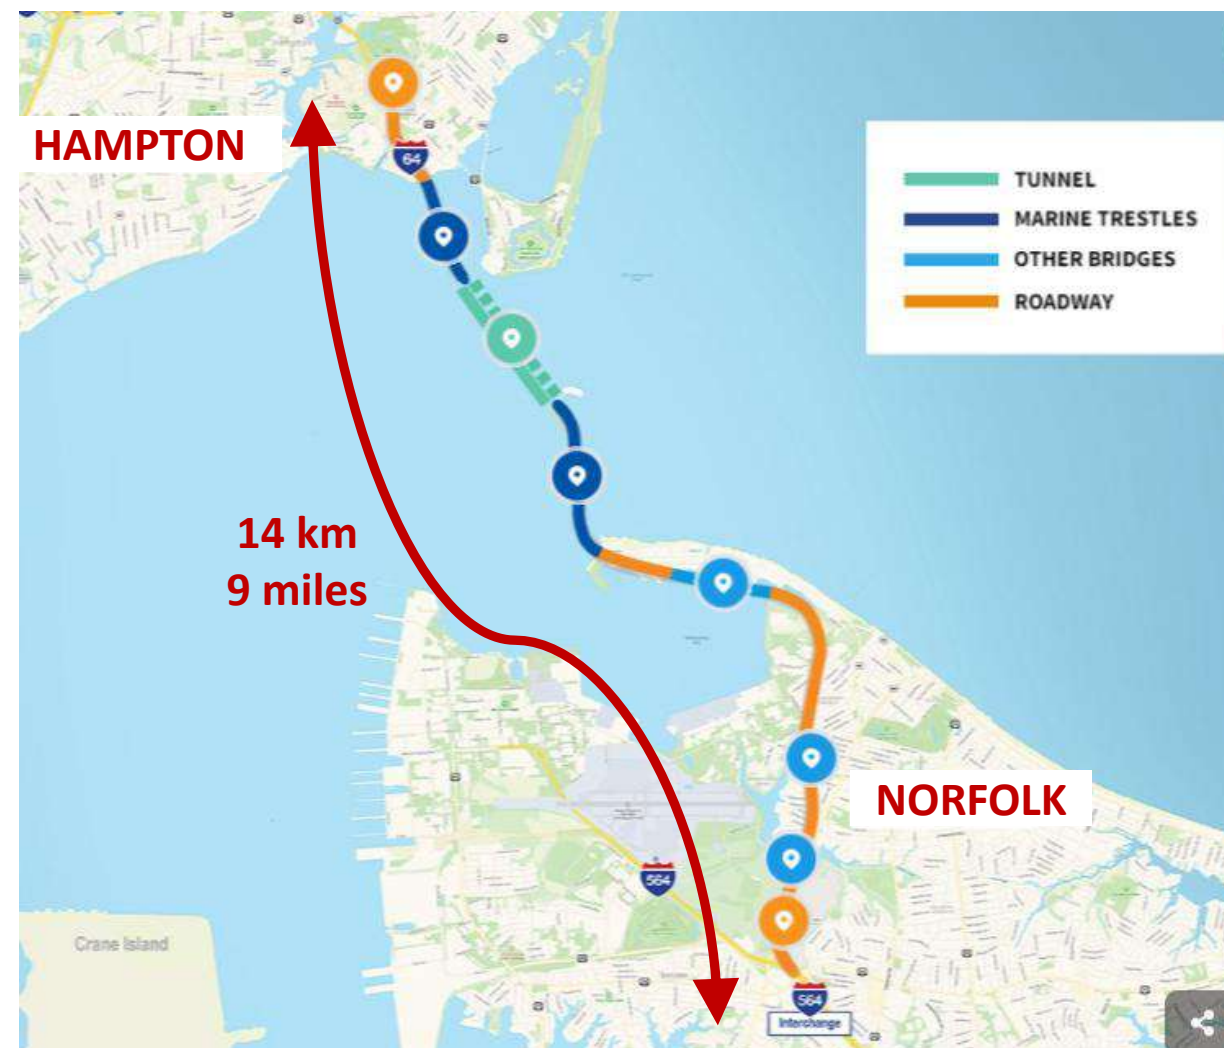 HAMPTON
64
TUNNEL
MARINE TRESTLES
OTHER BRIDGES
ROADWAY
14 km
9 miles
NORFOLK
564
Crane Island
564
Interchange